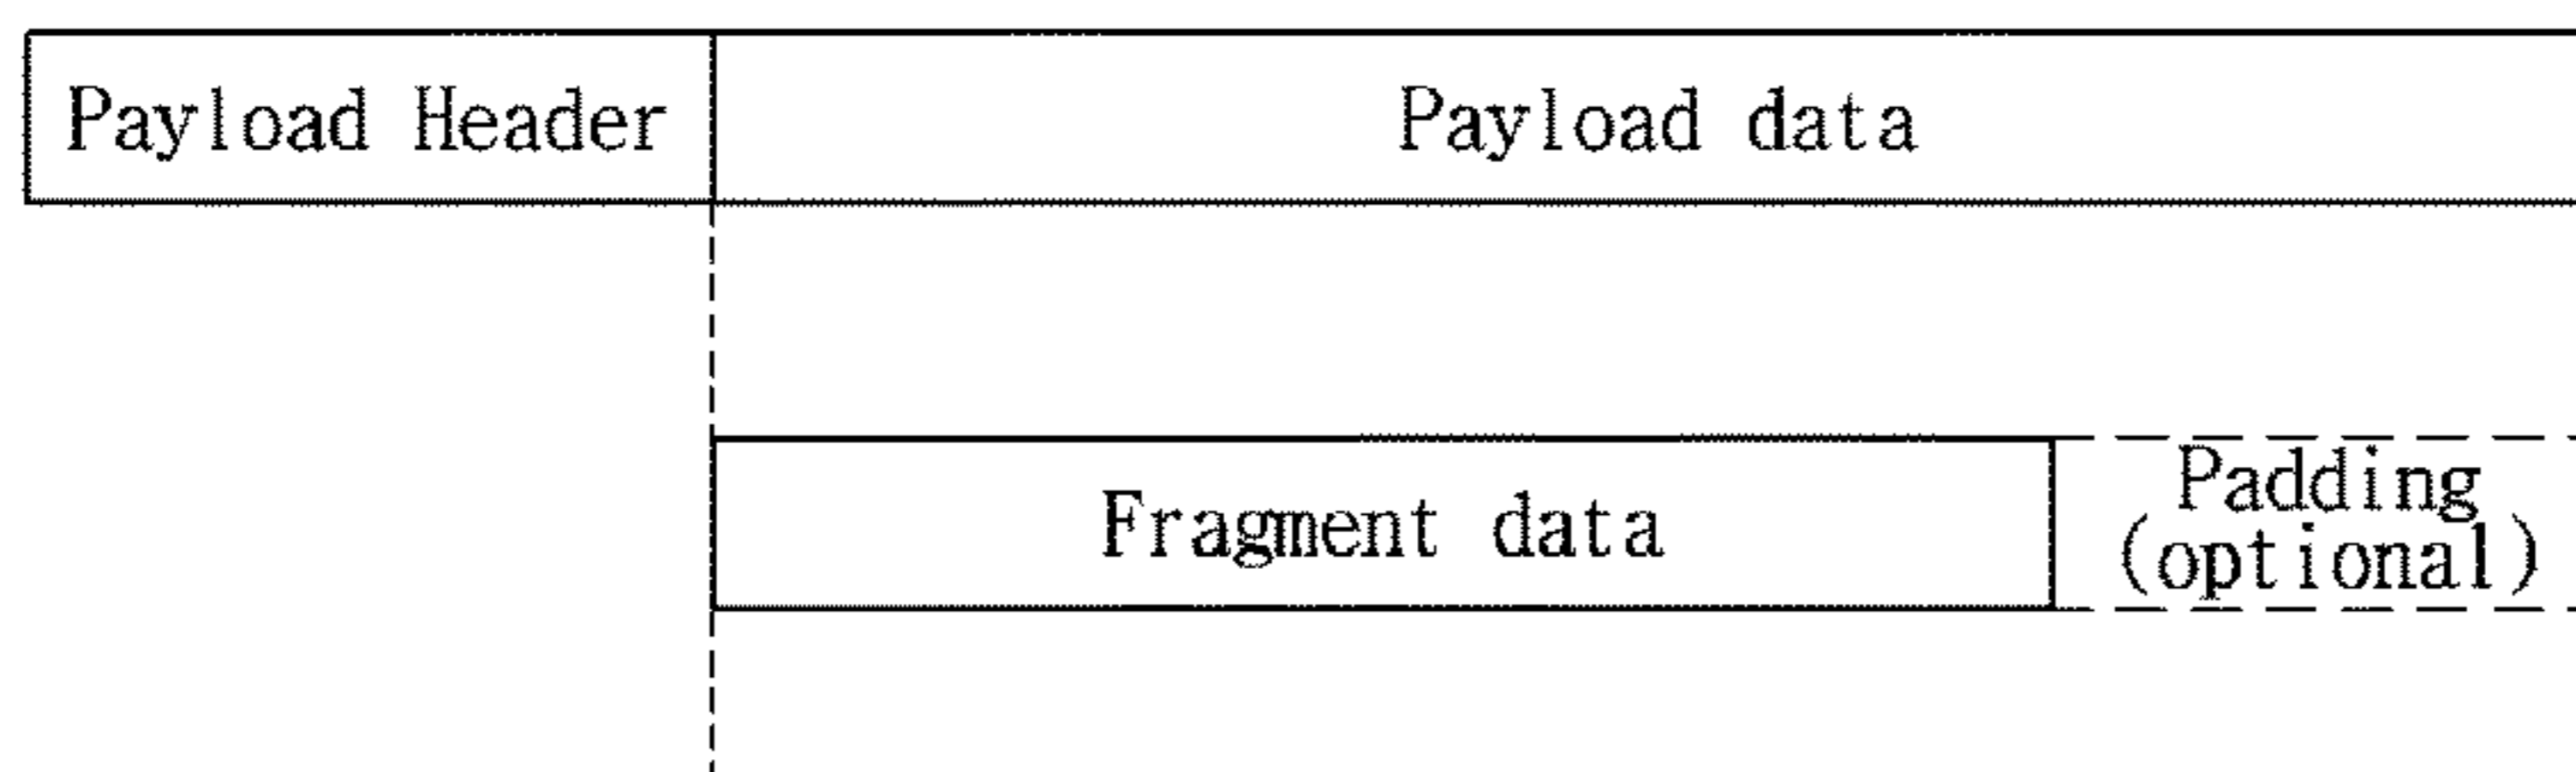 Payload Header
Payload data
Fragment data
Padding
(optional)